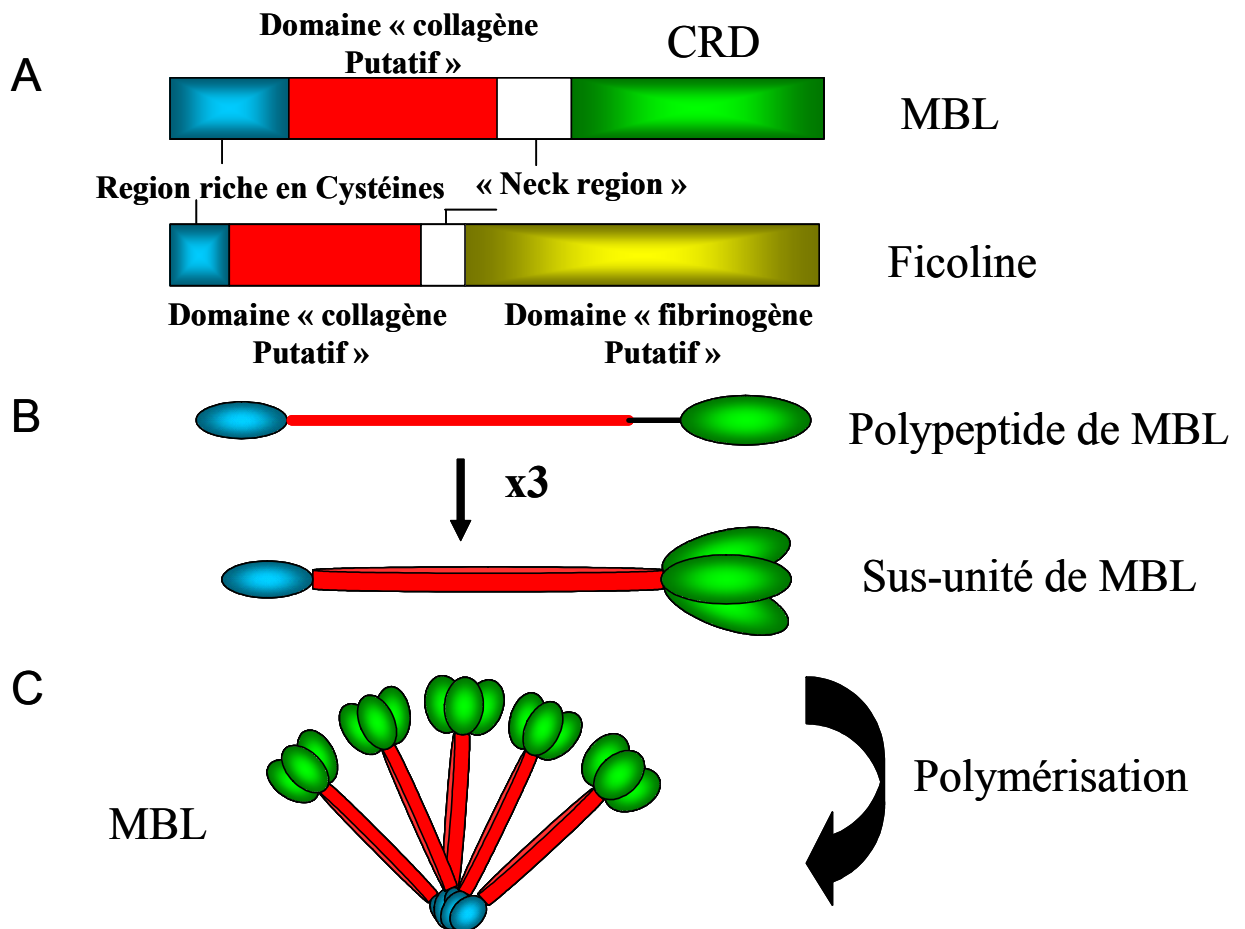 Domaine « collagène
Putatif »
CRD
A
MBL
Region riche en Cystéines
« Neck region »
Ficoline
Domaine « collagène
Putatif »
Domaine « fibrinogène
Putatif »
B
Polypeptide de MBL
x3
Sus-unité de MBL
C
Polymérisation
MBL